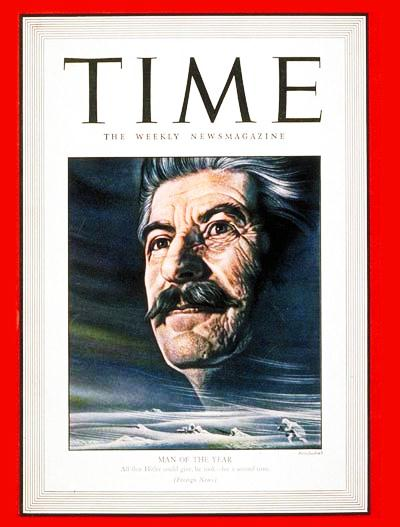 TIME
THE WEEKLY NEWSMAGAZINE
MAN OF THE YEAR
All that Hitler could give, he took—for a second time.
(Foreign News)